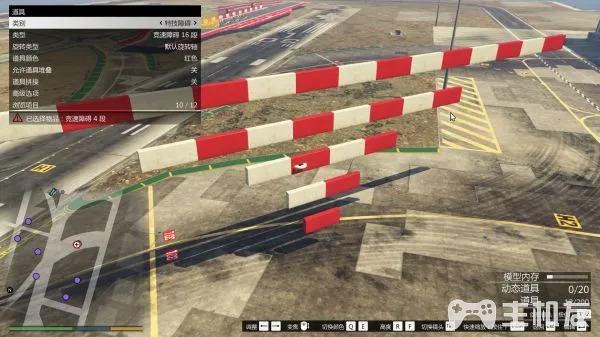 道具
类别 特技障碍
类型 竞速障碍 16 段
旋转类型 默认旋转轴
道具颜色 红色
允许道具堆叠 关
道具拼接 关
高级选项
浏览项目 10 / 12
已选择物品：竞速障碍 4 段
模型内存
动态道具 0/20
道具
主机友
调整 变焦 切换颜色 Q E 高度 R F 切换镜头
N